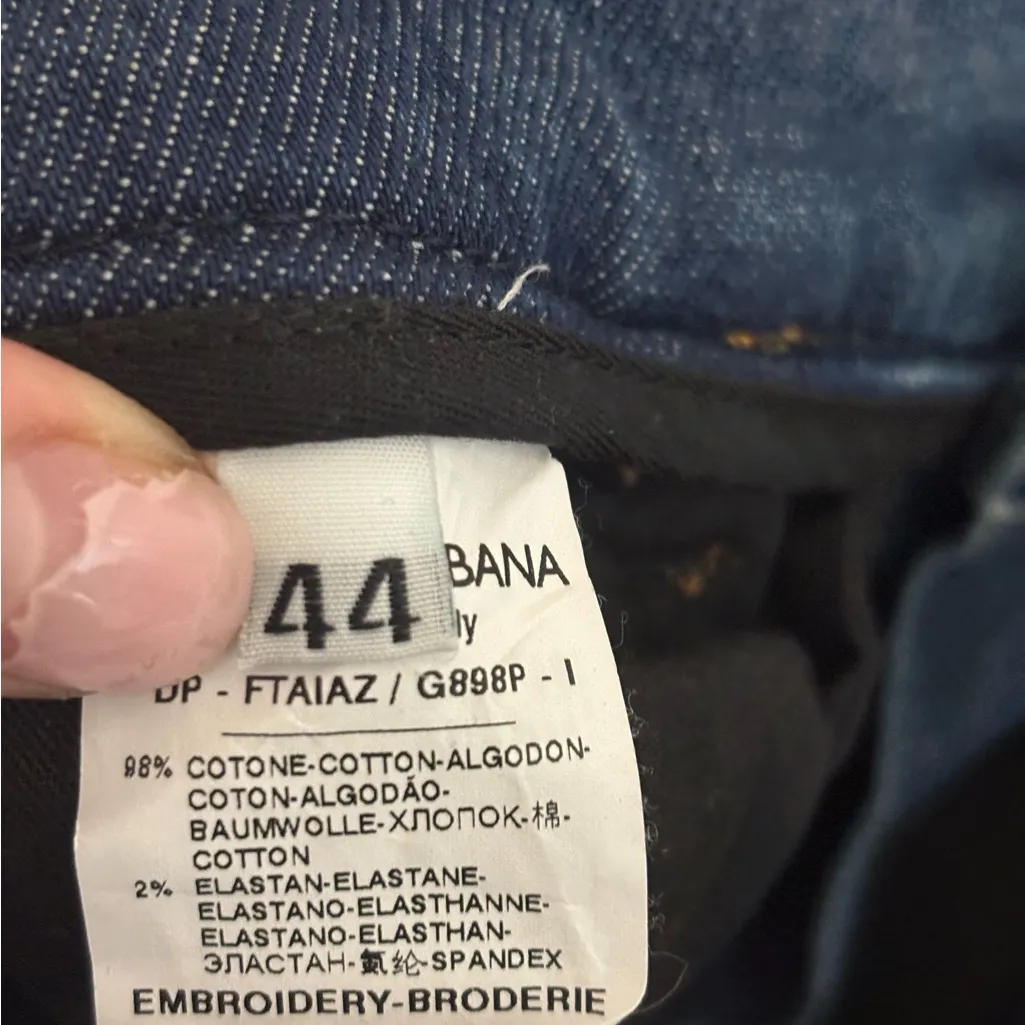 44
BANA
ly
DP - FTAIAZ / G898P - I
98% COTONE-COTTON-ALGODON-
COTON-ALGODÃO-
BAUMWOLLE-ХЛОПОК-棉-
COTTON
2% ELASTAN-ELASTANE-
ELASTANO-ELASTHANNE-
ELASTANO-ELASTHAN-
ЭЛАСТАН-氨纶-SPANDEX
EMBROIDERY-BRODERIE